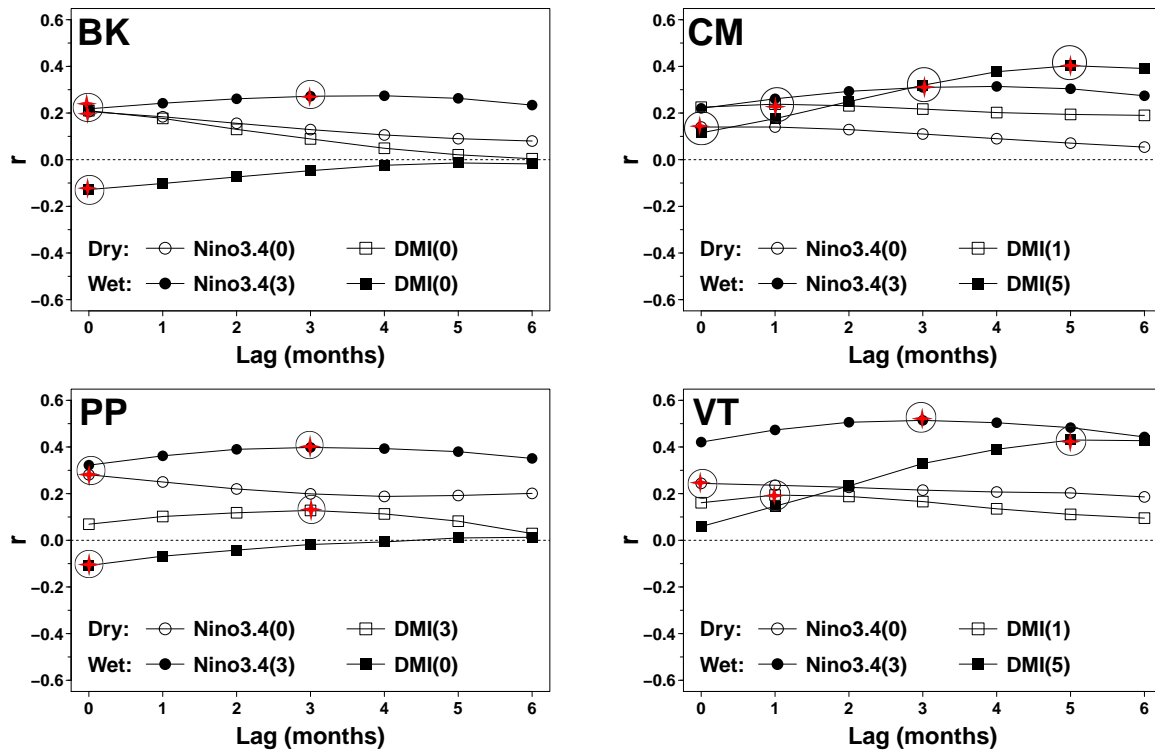 BK
r
0.6
0.4
0.2
0.0
−0.2
−0.4
−0.6
Dry: Nino3.4(0) DMI(0)
Wet: Nino3.4(3) DMI(0)
0 1 2 3 4 5 6
Lag (months)
CM
r
0.6
0.4
0.2
0.0
−0.2
−0.4
−0.6
Dry: Nino3.4(0) DMI(1)
Wet: Nino3.4(3) DMI(5)
0 1 2 3 4 5 6
Lag (months)
PP
r
0.6
0.4
0.2
0.0
−0.2
−0.4
−0.6
Dry: Nino3.4(0) DMI(3)
Wet: Nino3.4(3) DMI(0)
0 1 2 3 4 5 6
Lag (months)
VT
r
0.6
0.4
0.2
0.0
−0.2
−0.4
−0.6
Dry: Nino3.4(0) DMI(1)
Wet: Nino3.4(3) DMI(5)
0 1 2 3 4 5 6
Lag (months)